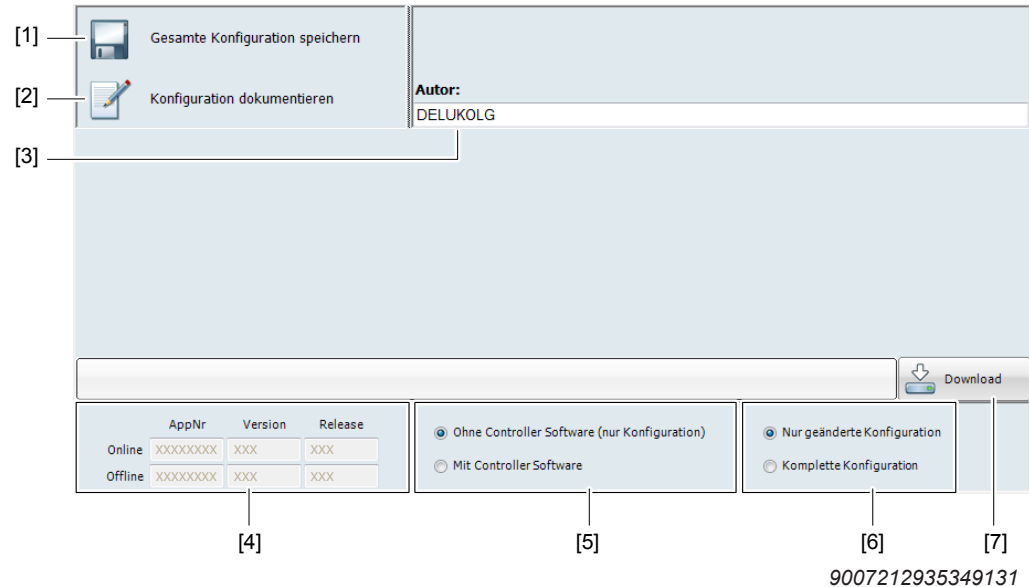 [1]
Gesamte Konfiguration speichern
[2]
Konfiguration dokumentieren
Autor:
DELUKOLG
[3]
Download
AppNr Version Release
Online XXXXXXXX XXX XXX
Offline XXXXXXXX XXX XXX
Ohne Controller Software (nur Konfiguration)
Mit Controller Software
Nur geänderte Konfiguration
Komplette Konfiguration
[4] [5] [6] [7]
9007212935349131